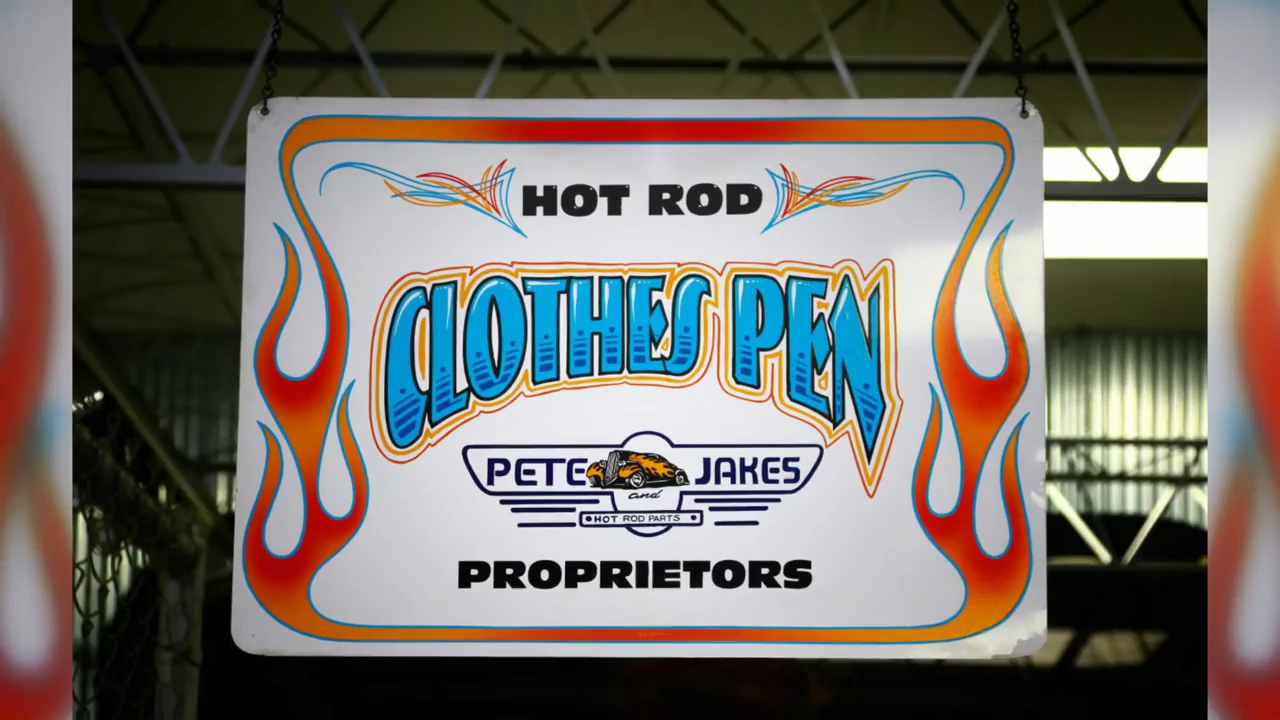 HOT ROD
CLOTHES PEN
PETE and JAKES
HOT ROD PARTS
PROPRIETORS